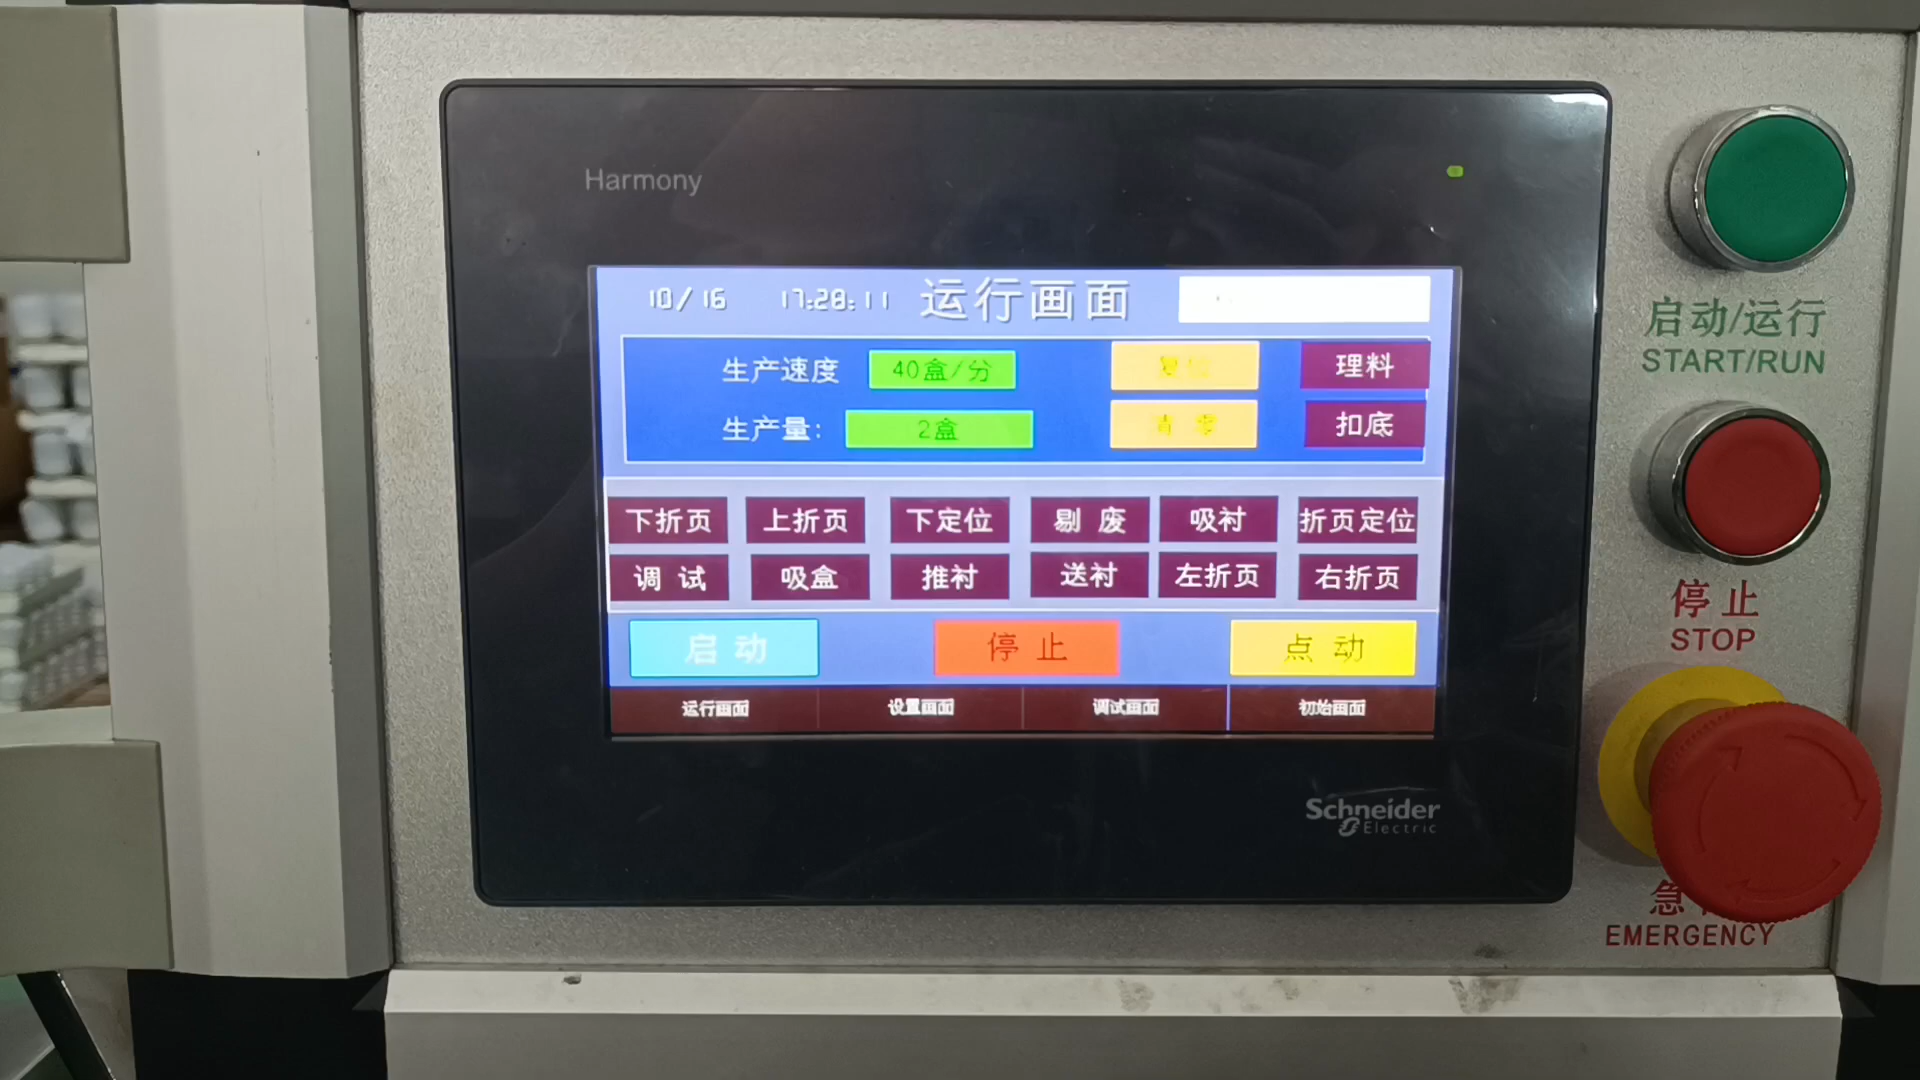 Harmony
10/16 17:28:11 运行画面
生产速度 40盒/分 复位 理料
生产量: 2盒 清零 扣底
下折页 上折页 下定位 剔 废 吸衬 折页定位
调 试 吸盒 推衬 送衬 左折页 右折页
启 动 停 止 点 动
运行画面 设置画面 调试画面 初始画面
Schneider
Electric
启动/运行
START/RUN
停止
STOP
急
EMERGENCY